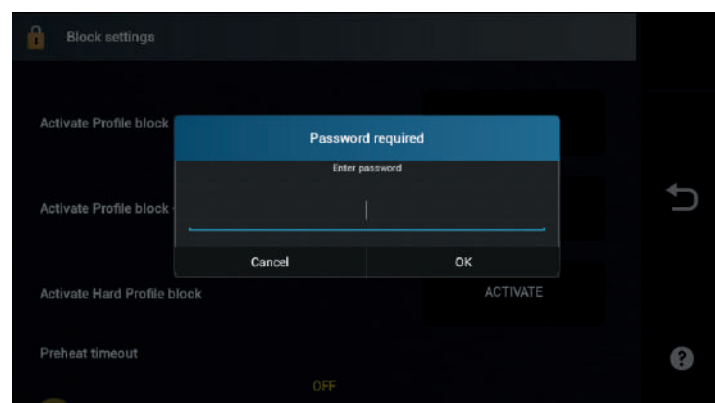 Block settings
Activate Profile block
Password required
Enter password
Activate Profile block -
Cancel OK
Activate Hard Profile block ACTIVATE
Preheat timeout
OFF